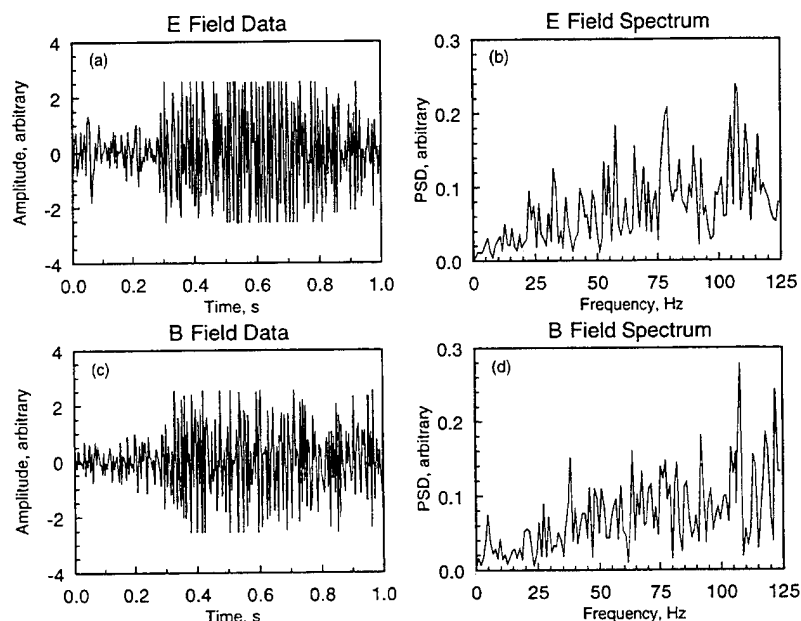 E Field Data
(a)
Amplitude, arbitrary
4
2
0
-2
-4
0.0 0.2 0.4 0.6 0.8 1.0
Time, s
E Field Spectrum
(b)
PSD, arbitrary
0.3
0.2
0.1
0.0
0 25 50 75 100 125
Frequency, Hz
B Field Data
(c)
Amplitude, arbitrary
4
2
0
-2
-4
0.0 0.2 0.4 0.6 0.8 1.0
Time, s
B Field Spectrum
(d)
PSD, arbitrary
0.3
0.2
0.1
0.0
0 25 50 75 100 125
Frequency, Hz